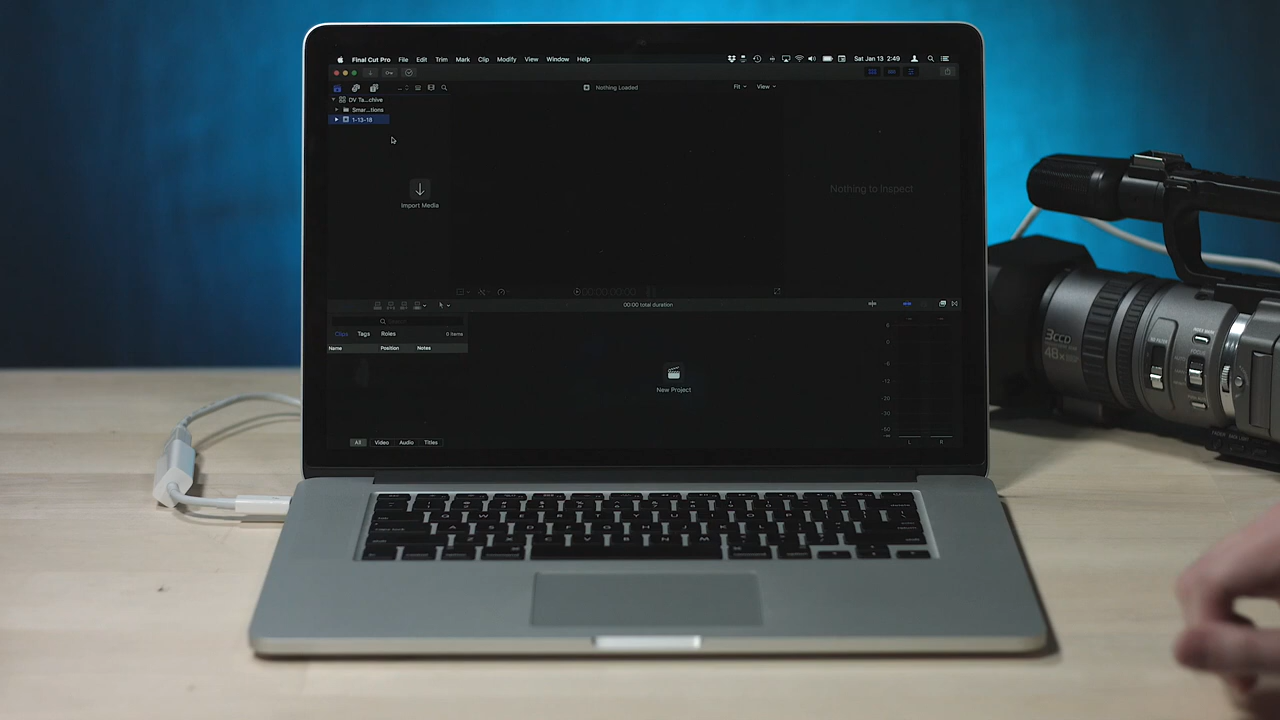 Final Cut Pro File Edit Trim Mark Clip Modify View Window Help Sat Jan 13 2:49
Nothing Loaded Fit View
DV Ta...chive
Smar...tions
1-13-18
Import Media
Nothing to Inspect
00:00 total duration
Clips Tags Roles 0 items
Name Position Notes
New Project
All Video Audio Titles
L R
3CCD
48×